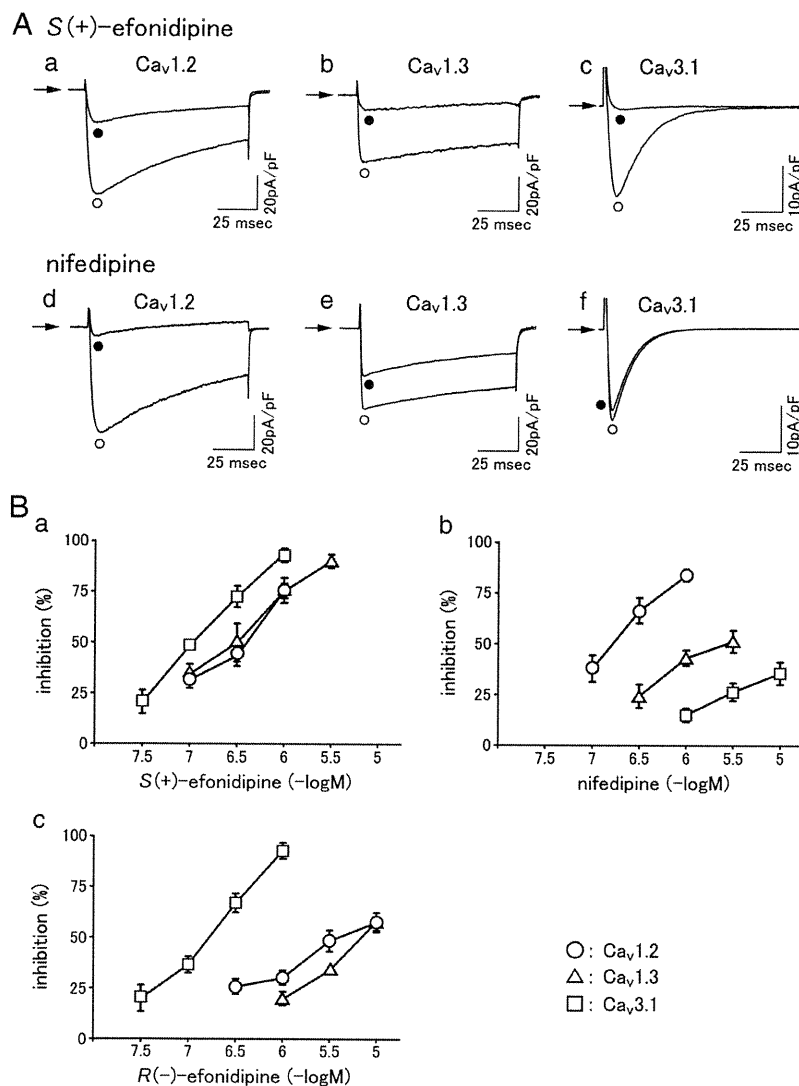 A S(+)-efonidipine
a Caᵥ1.2
b Caᵥ1.3
c Caᵥ3.1
20pA/pF
25 msec
20pA/pF
25 msec
10pA/pF
25 msec
nifedipine
d Caᵥ1.2
e Caᵥ1.3
f Caᵥ3.1
20pA/pF
25 msec
20pA/pF
25 msec
10pA/pF
25 msec
B
a
inhibition (%)
100
75
50
25
0
7.5 7 6.5 6 5.5 5
S(+)-efonidipine (-logM)
b
inhibition (%)
100
75
50
25
0
7.5 7 6.5 6 5.5 5
nifedipine (-logM)
c
inhibition (%)
100
75
50
25
0
7.5 7 6.5 6 5.5 5
R(-)-efonidipine (-logM)
○: Caᵥ1.2
△: Caᵥ1.3
□: Caᵥ3.1